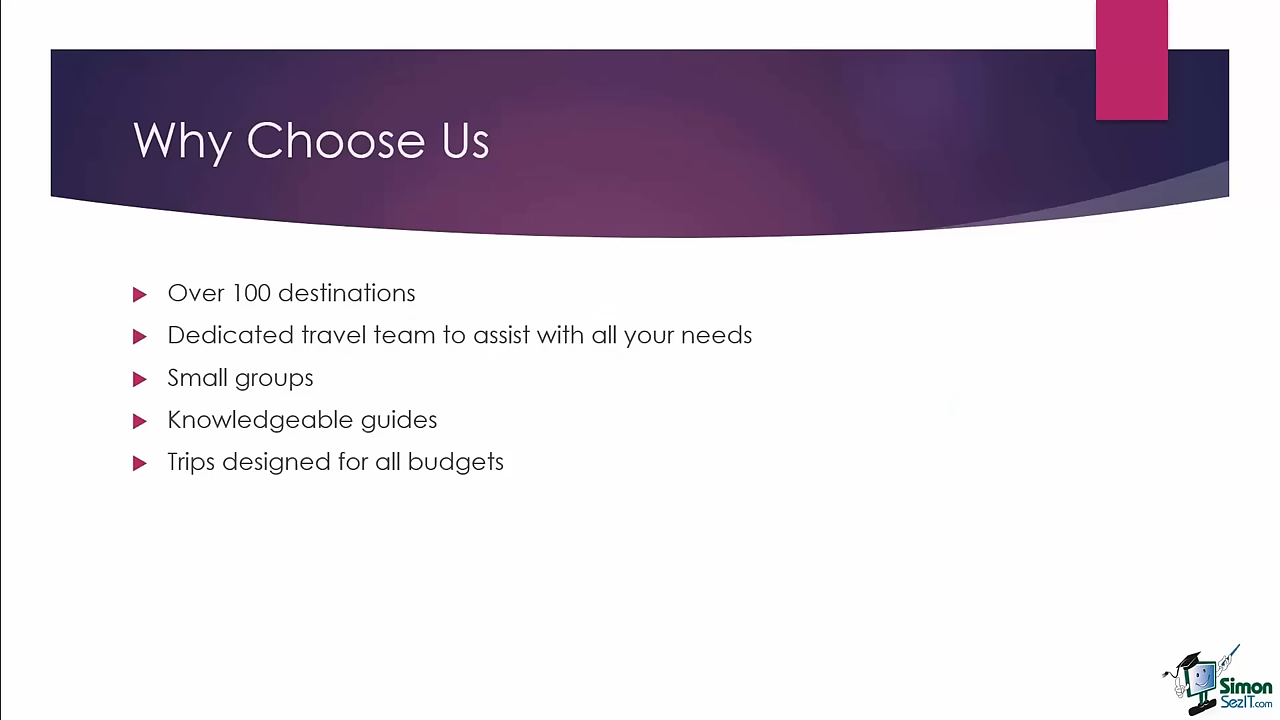 Why Choose Us
Over 100 destinations
Dedicated travel team to assist with all your needs
Small groups
Knowledgeable guides
Trips designed for all budgets
Simon
SezIT.com